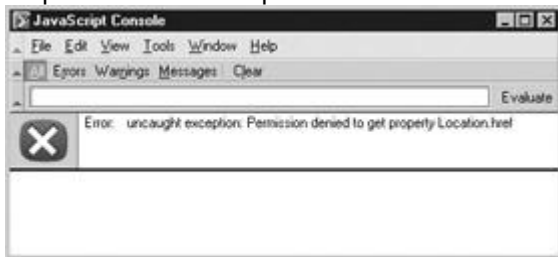 JavaScript Console
File Edit View Tools Window Help
All Errors Warnings Messages Clear
Evaluate
Error: uncaught exception: Permission denied to get property Location.href